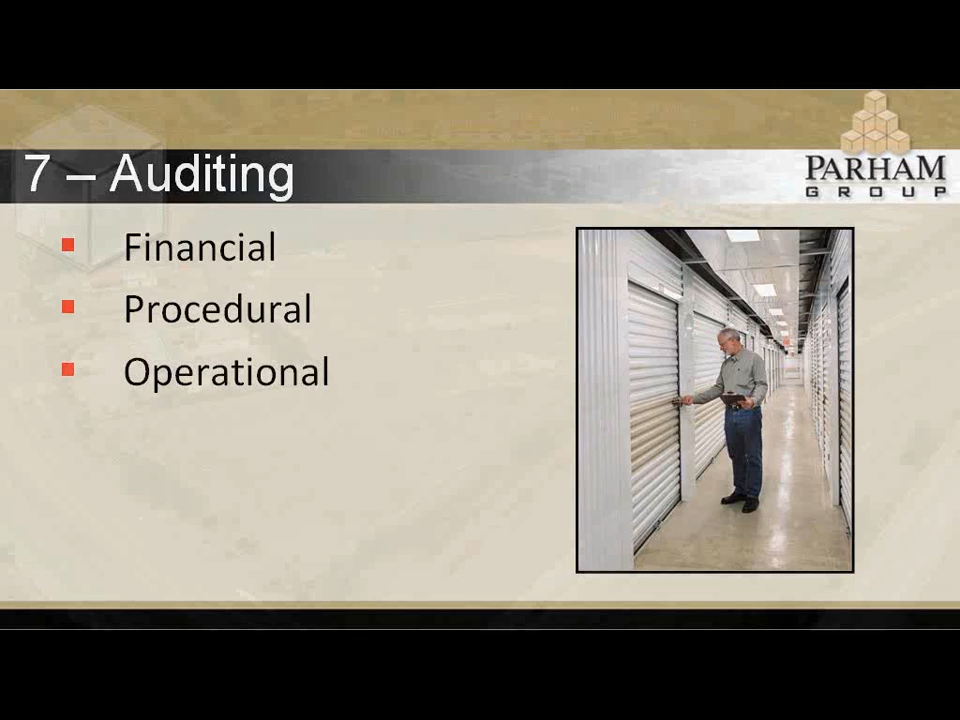 7 – Auditing
PARHAM
GROUP
Financial
Procedural
Operational